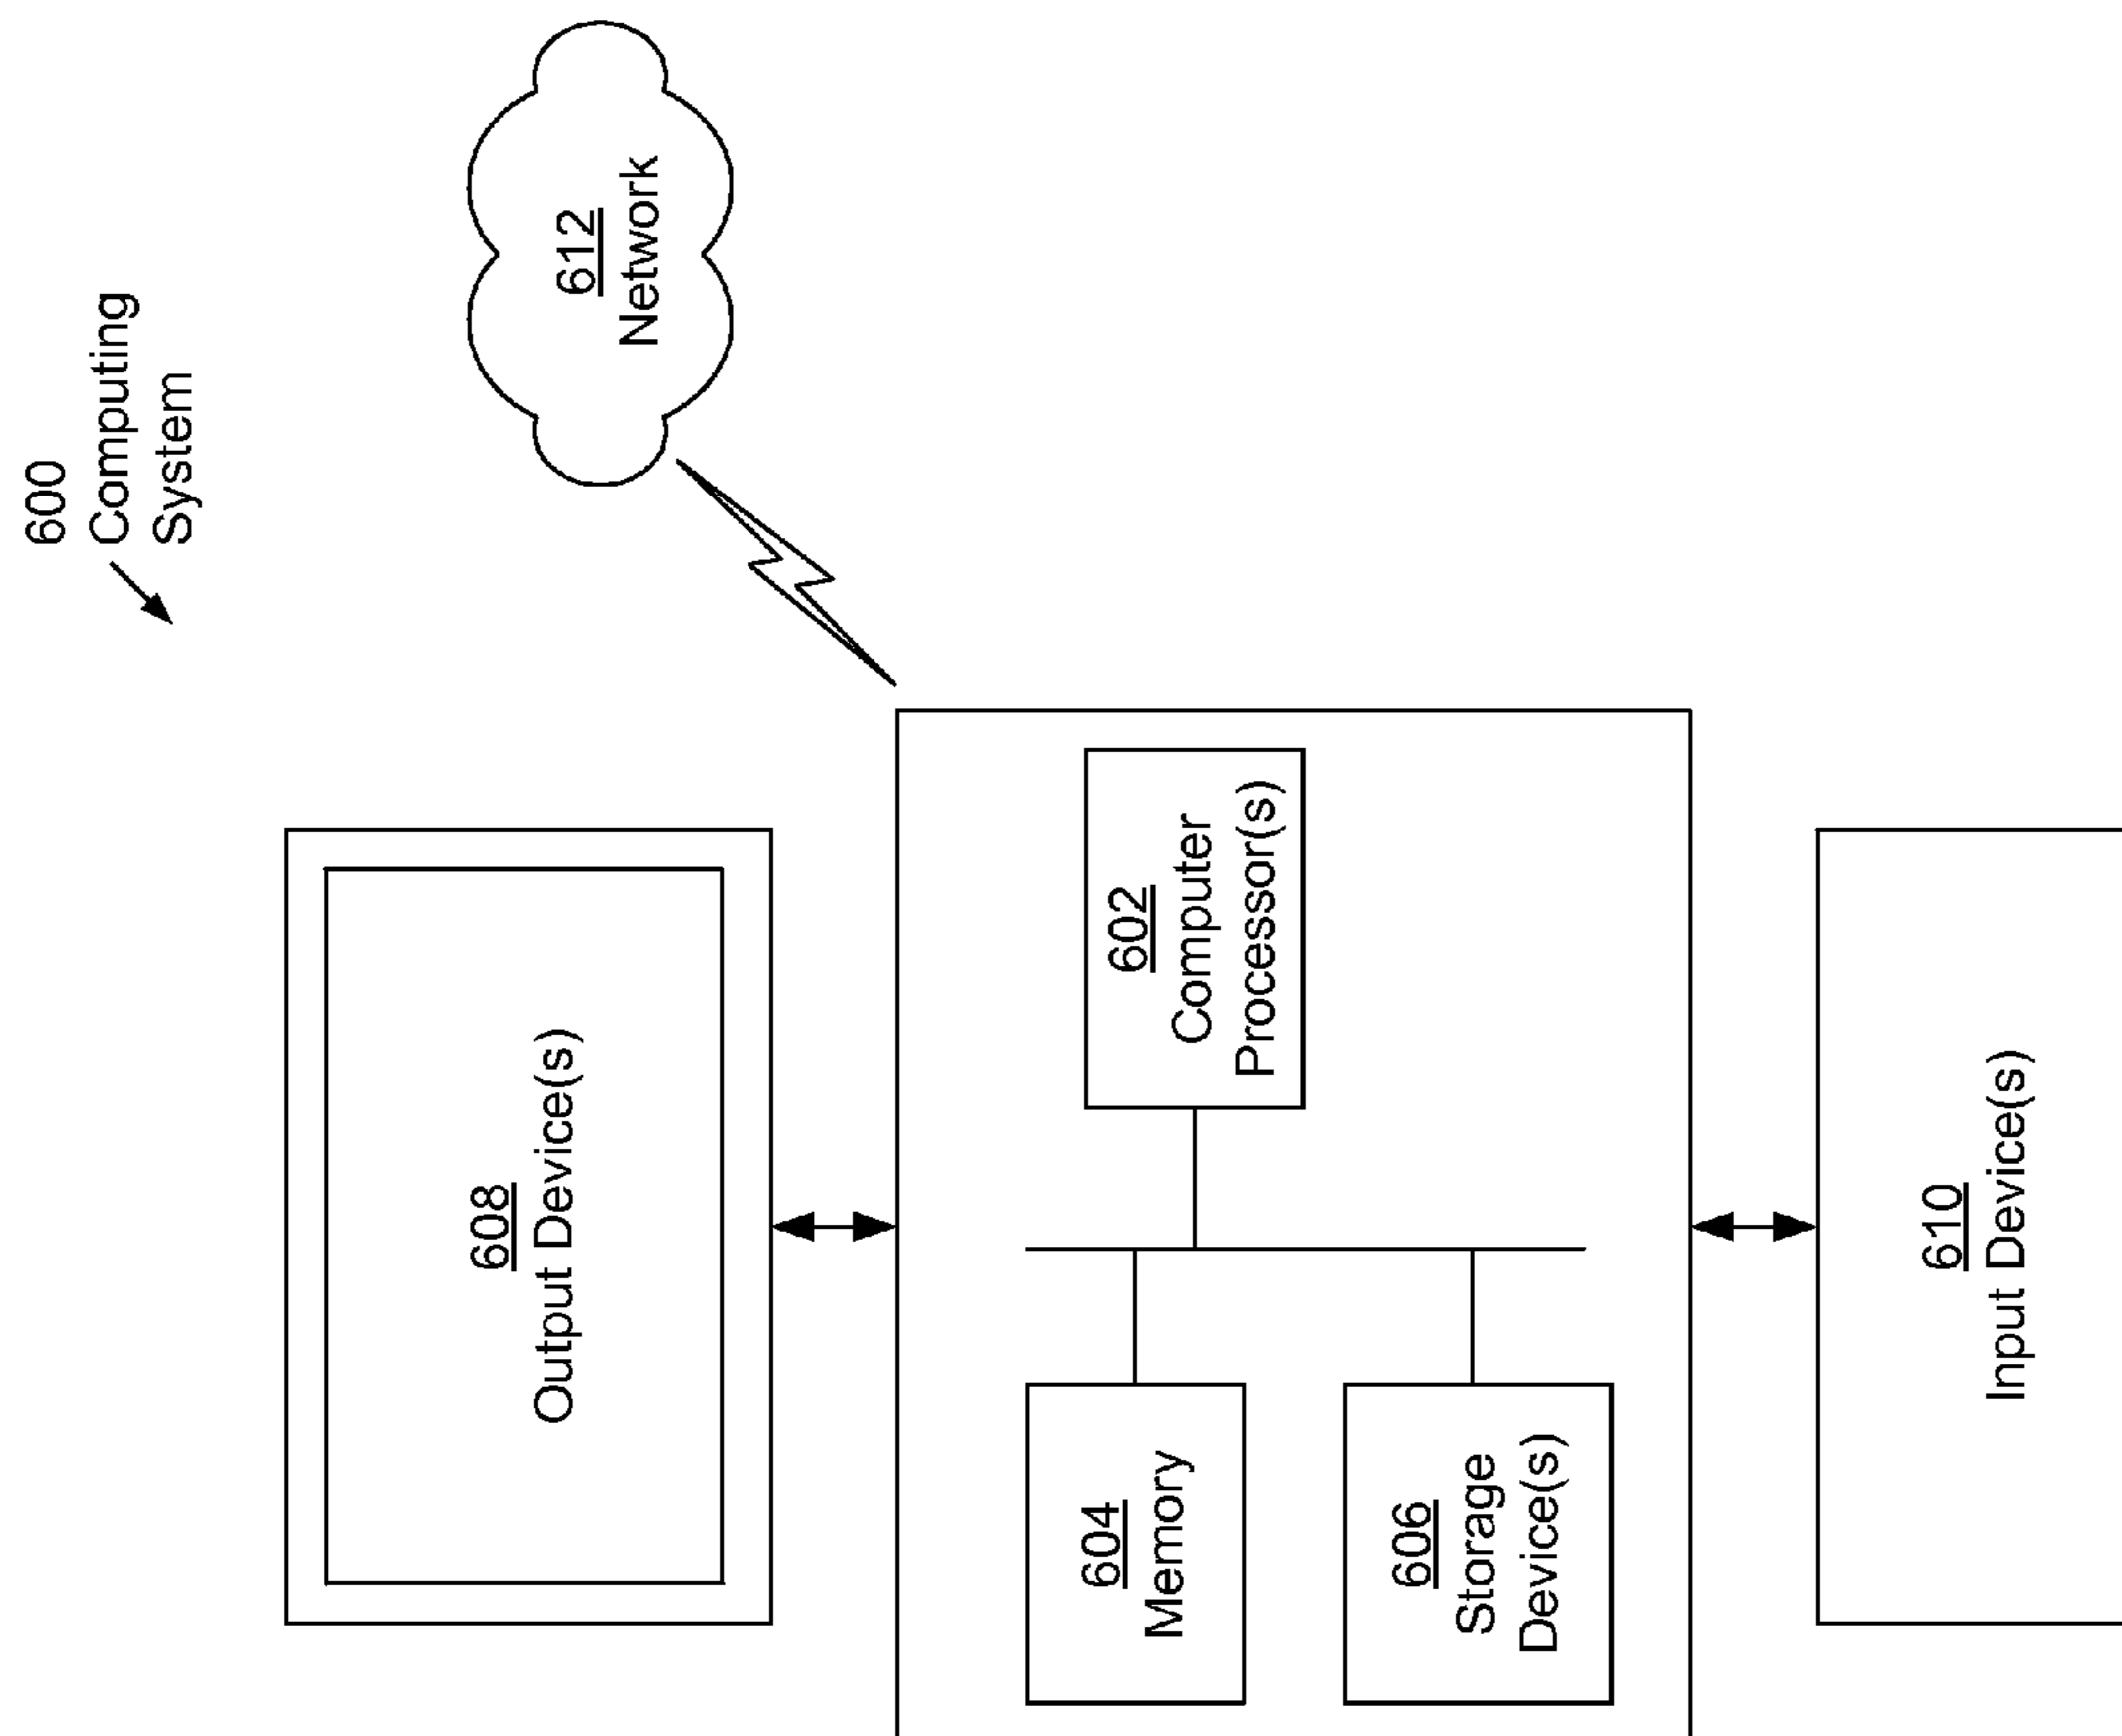 600
Computing
System
612
Network
608
Output Device(s)
602
Computer
Processor(s)
604
Memory
606
Storage
Device(s)
610
Input Device(s)